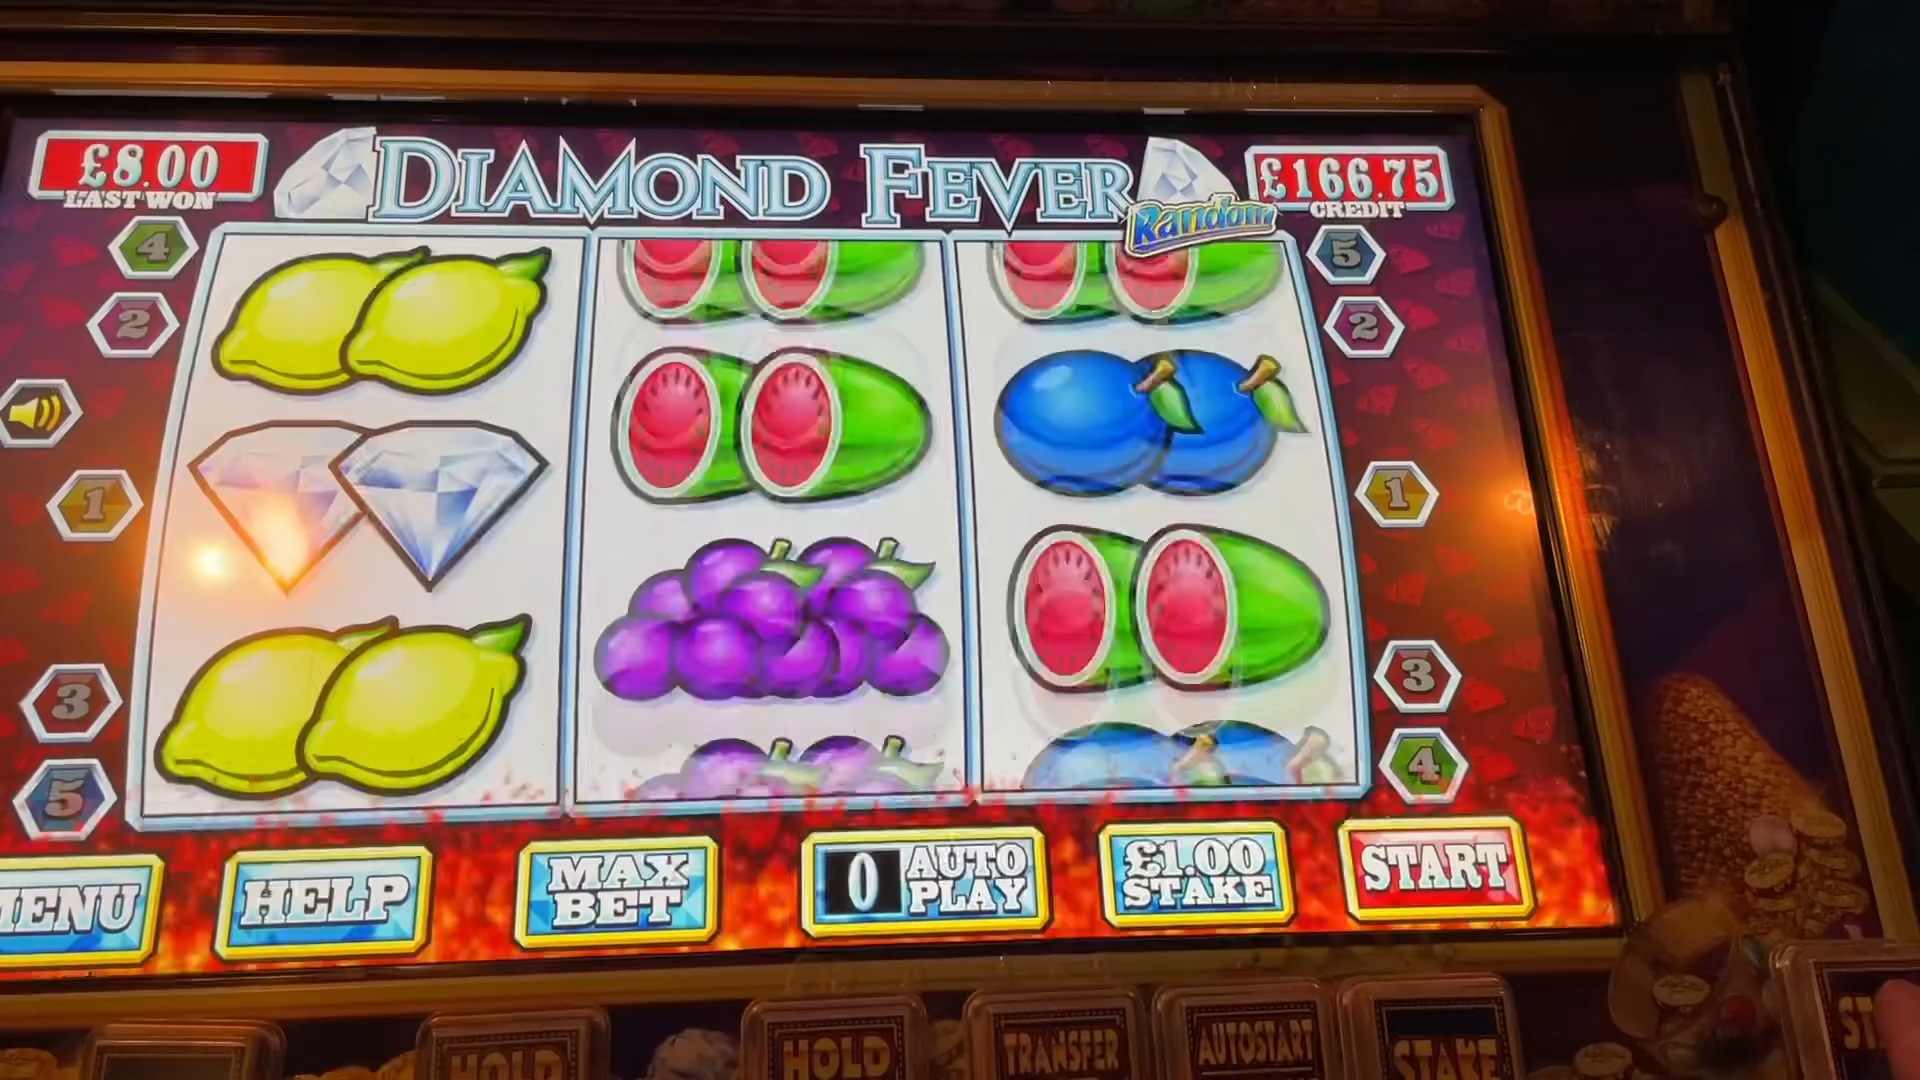 £8.00
LAST WON
DIAMOND FEVER
Random
£166.75
CREDIT
4
2
1
3
5
5
2
1
3
4
MENU
HELP
MAX
BET
0
AUTO
PLAY
£1.00
STAKE
START
HOLD
HOLD
TRANSFER
AUTOSTART
STAKE